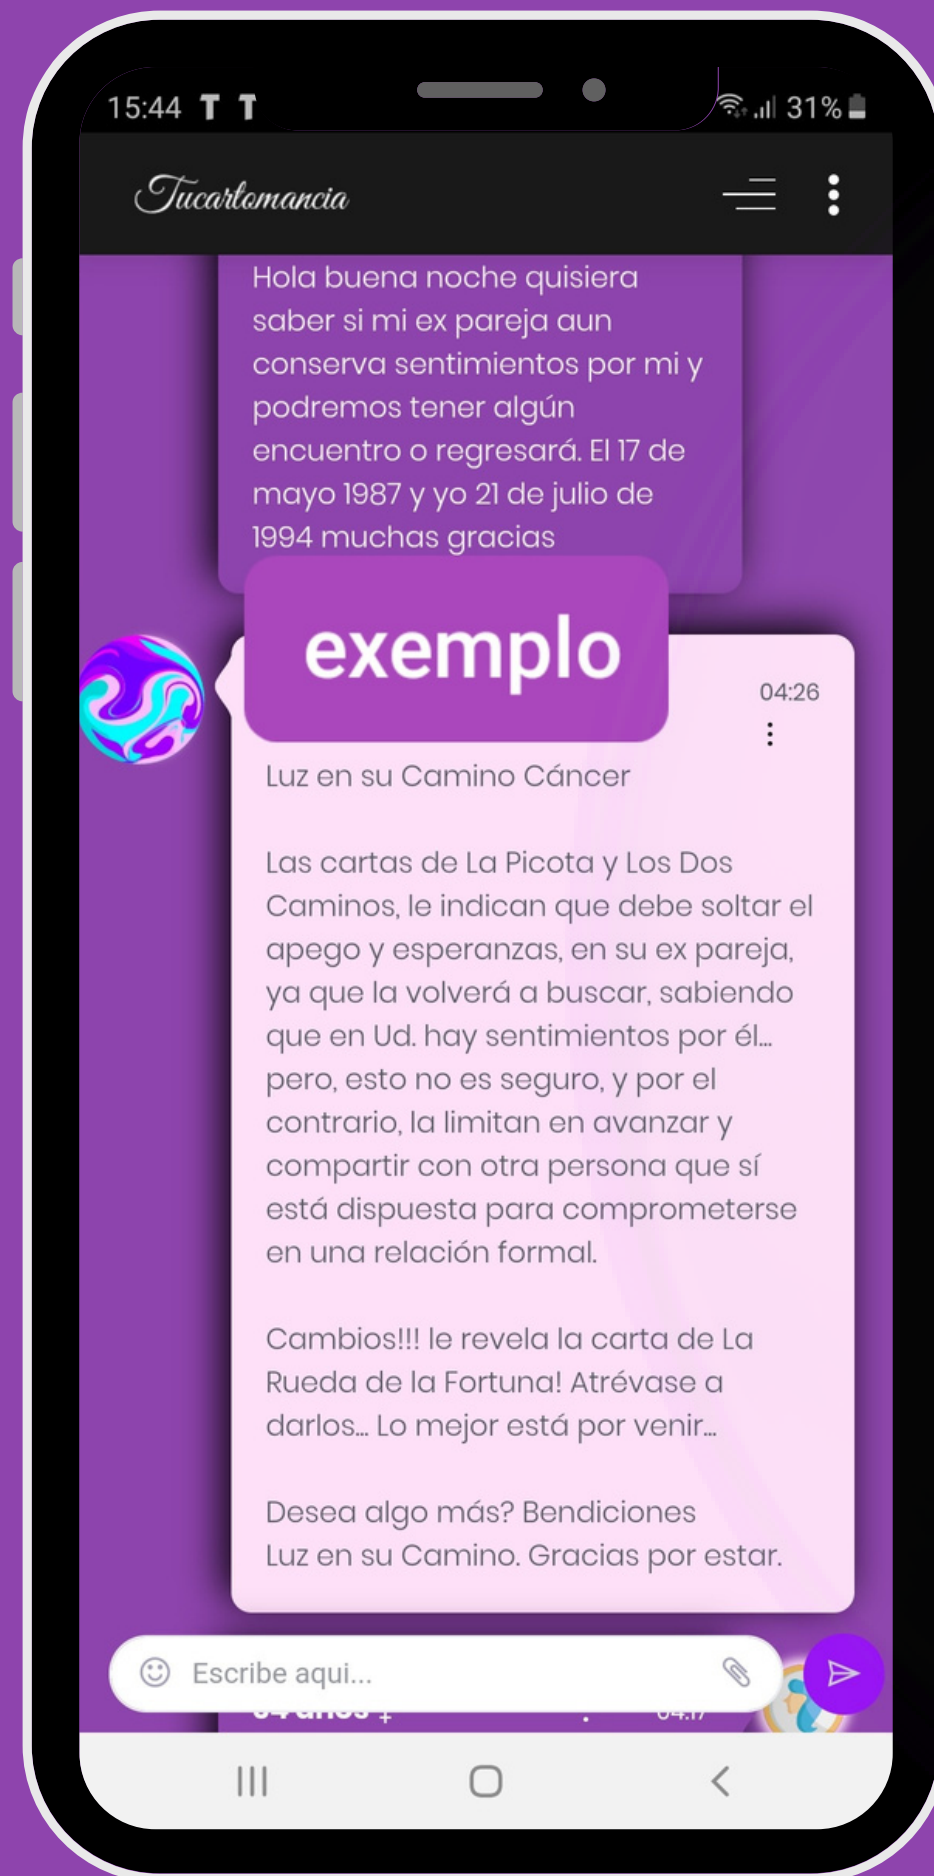 15:44 T T 31%
Tucartomancia
Hola buena noche quisiera
saber si mi ex pareja aun
conserva sentimientos por mi y
podremos tener algún
encuentro o regresará. El 17 de
mayo 1987 y yo 21 de julio de
1994 muchas gracias
exemplo
04:26
Luz en su Camino Cáncer
Las cartas de La Picota y Los Dos
Caminos, le indican que debe soltar el
apego y esperanzas, en su ex pareja,
ya que la volverá a buscar, sabiendo
que en Ud. hay sentimientos por él...
pero, esto no es seguro, y por el
contrario, la limitan en avanzar y
compartir con otra persona que sí
está dispuesta para comprometerse
en una relación formal.
Cambios!!! le revela la carta de La
Rueda de la Fortuna! Atrévase a
darlos... Lo mejor está por venir...
Desea algo más? Bendiciones
Luz en su Camino. Gracias por estar.
Escribe aqui...